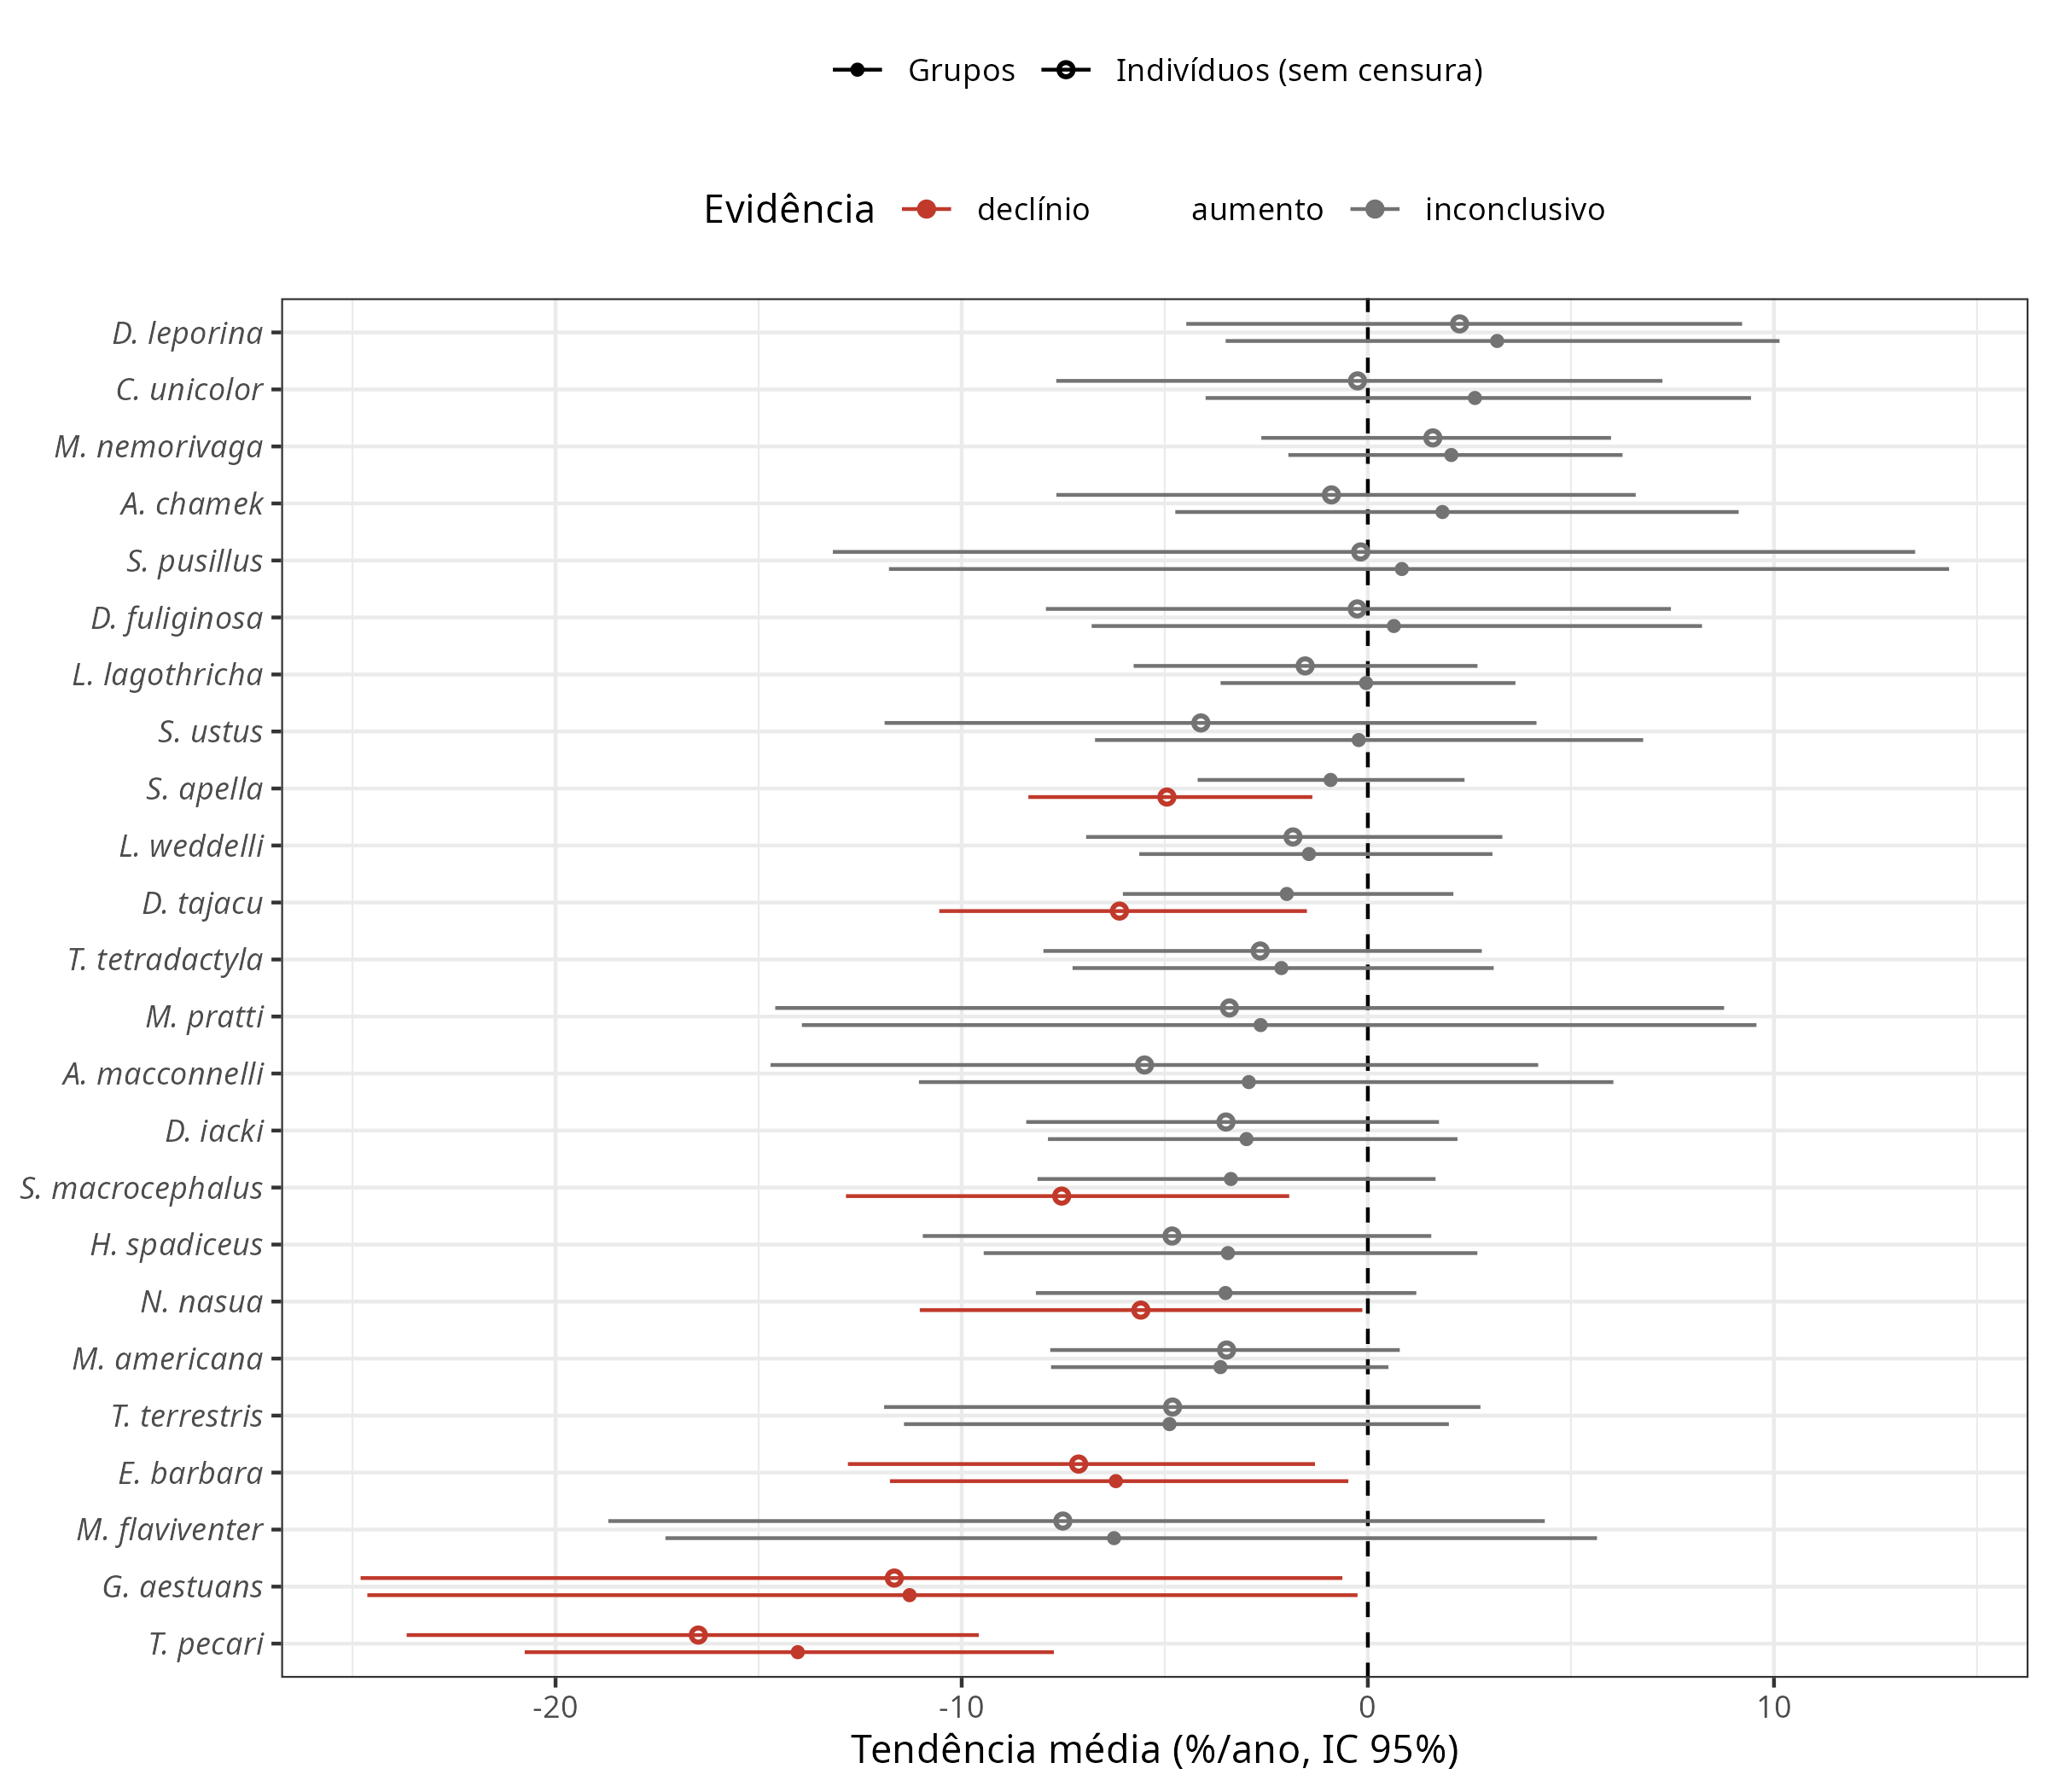 Grupos Indivíduos (sem censura)
Evidência declínio aumento inconclusivo
D. leporina
C. unicolor
M. nemorivaga
A. chamek
S. pusillus
D. fuliginosa
L. lagothricha
S. ustus
S. apella
L. weddelli
D. tajacu
T. tetradactyla
M. pratti
A. macconnelli
D. iacki
S. macrocephalus
H. spadiceus
N. nasua
M. americana
T. terrestris
E. barbara
M. flaviventer
G. aestuans
T. pecari
-20 -10 0 10
Tendência média (%/ano, IC 95%)